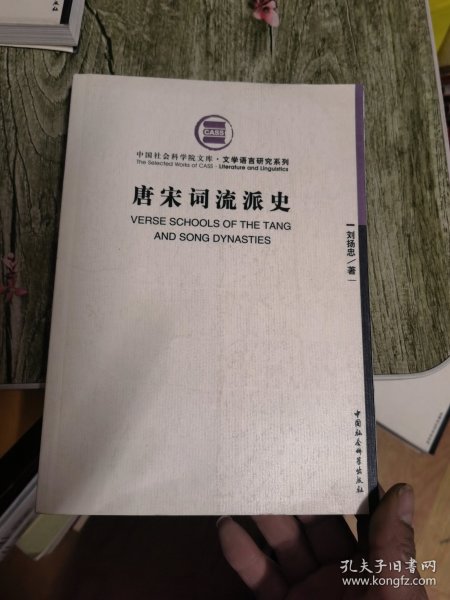 CASS
中国社会科学院文库·文学语言研究系列
The Selected Works of CASS · Literature and Linguistics
唐宋词流派史
VERSE SCHOOLS OF THE TANG
AND SONG DYNASTIES
刘扬忠/著
中国社会科学出版社
孔夫子旧书网
www.kongfz.com